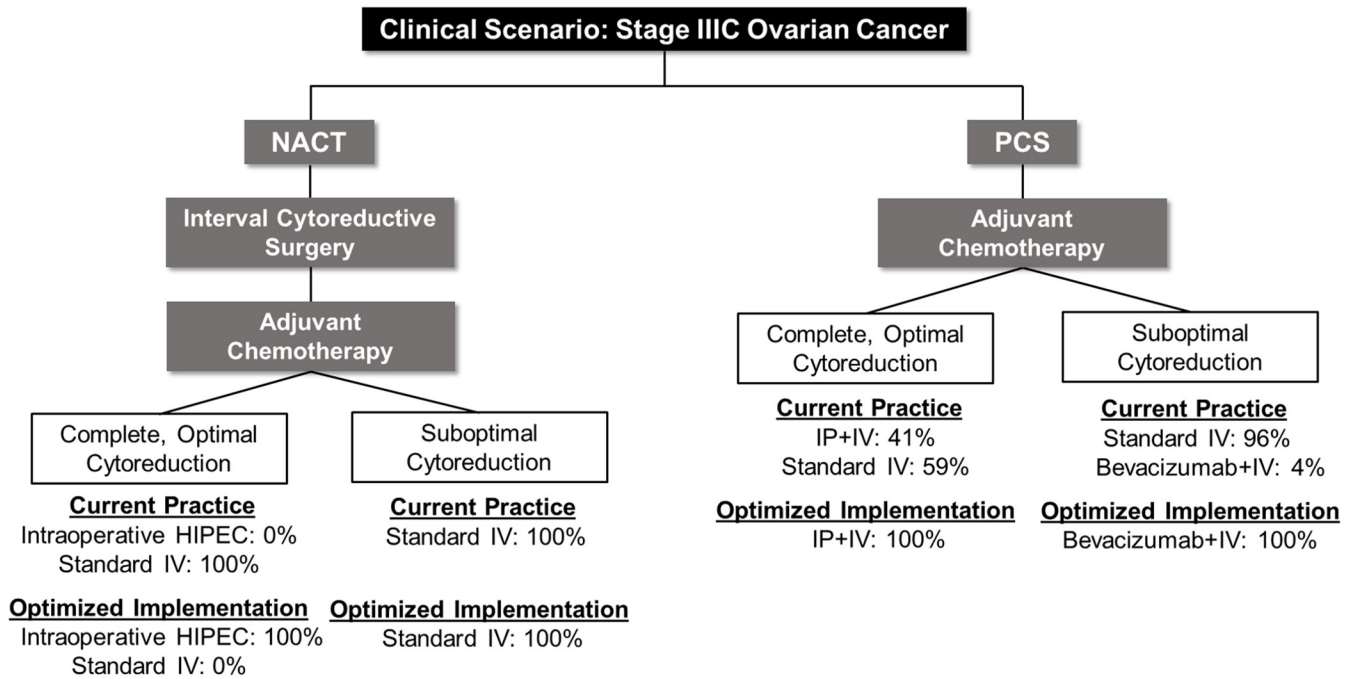 Clinical Scenario: Stage IIIC Ovarian Cancer
NACT
Interval Cytoreductive
Surgery
Adjuvant
Chemotherapy
Complete, Optimal
Cytoreduction
Current Practice
Intraoperative HIPEC: 0%
Standard IV: 100%
Optimized Implementation
Intraoperative HIPEC: 100%
Standard IV: 0%
Suboptimal
Cytoreduction
Current Practice
Standard IV: 100%
Optimized Implementation
Standard IV: 100%
PCS
Adjuvant
Chemotherapy
Complete, Optimal
Cytoreduction
Current Practice
IP+IV: 41%
Standard IV: 59%
Optimized Implementation
IP+IV: 100%
Suboptimal
Cytoreduction
Current Practice
Standard IV: 96%
Bevacizumab+IV: 4%
Optimized Implementation
Bevacizumab+IV: 100%